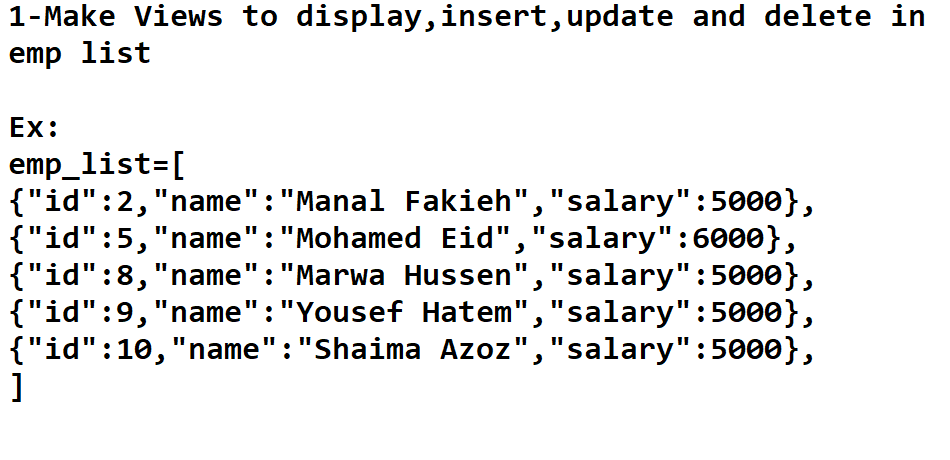 1-Make Views to display,insert,update and delete in
emp list
Ex:
emp_list=[
{"id":2,"name":"Manal Fakieh","salary":5000},
{"id":5,"name":"Mohamed Eid","salary":6000},
{"id":8,"name":"Marwa Hussen","salary":5000},
{"id":9,"name":"Yousef Hatem","salary":5000},
{"id":10,"name":"Shaima Azoz","salary":5000},
]